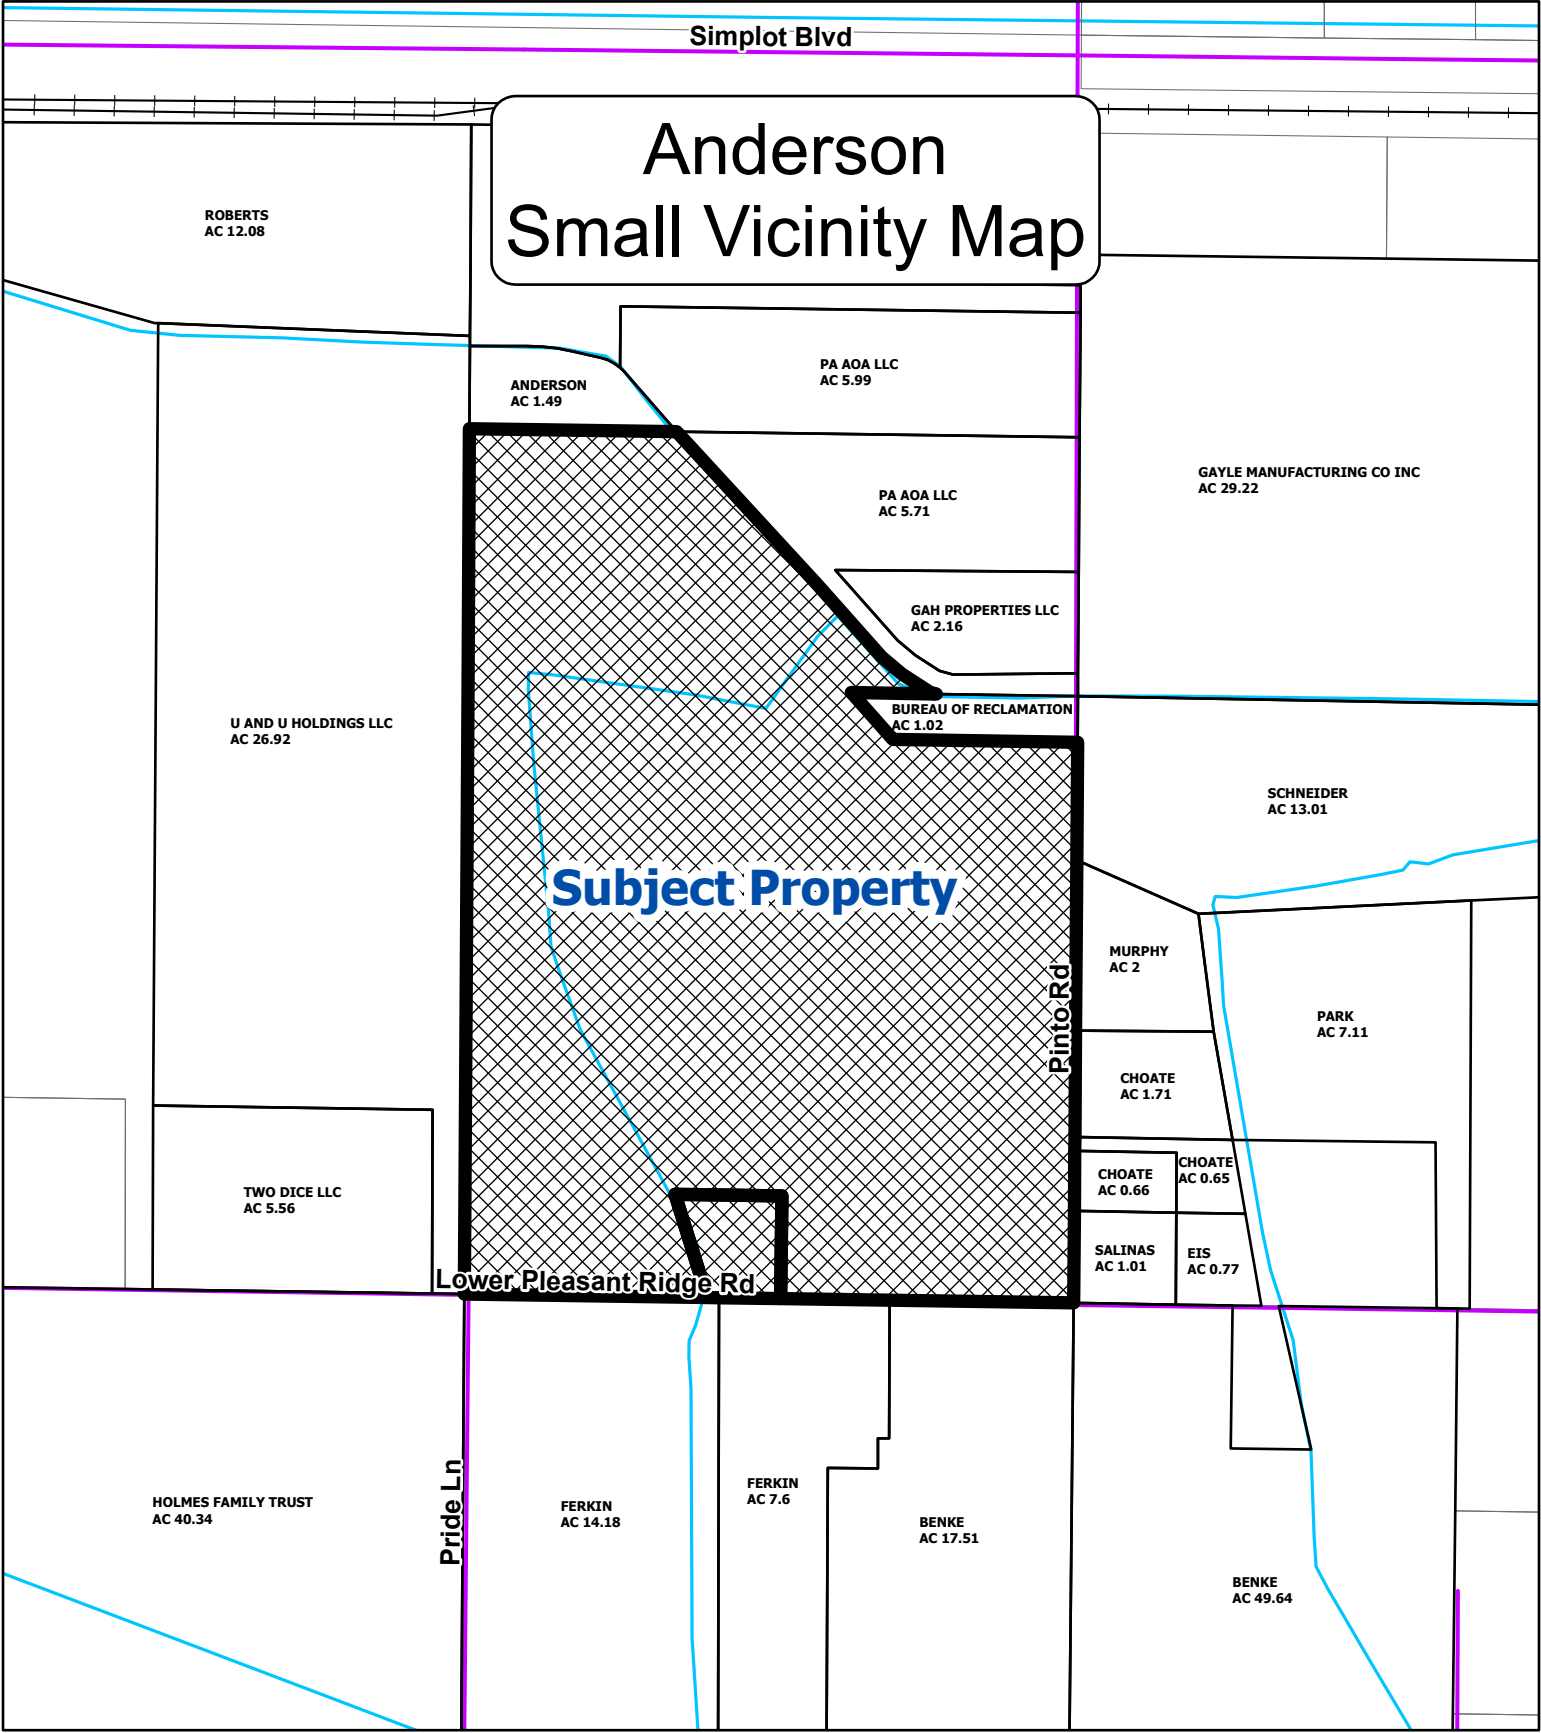 Simplot Blvd
Anderson
Small Vicinity Map
ROBERTS
AC 12.08
PA AOA LLC
AC 5.99
ANDERSON
AC 1.49
GAYLE MANUFACTURING CO INC
AC 29.22
PA AOA LLC
AC 5.71
GAH PROPERTIES LLC
AC 2.16
BUREAU OF RECLAMATION
AC 1.02
U AND U HOLDINGS LLC
AC 26.92
SCHNEIDER
AC 13.01
Subject Property
MURPHY
AC 2
Pinto Rd
PARK
AC 7.11
CHOATE
AC 1.71
CHOATE
AC 0.66
CHOATE
AC 0.65
TWO DICE LLC
AC 5.56
SALINAS
AC 1.01
EIS
AC 0.77
Lower Pleasant Ridge Rd
Pride Ln
HOLMES FAMILY TRUST
AC 40.34
FERKIN
AC 14.18
FERKIN
AC 7.6
BENKE
AC 17.51
BENKE
AC 49.64